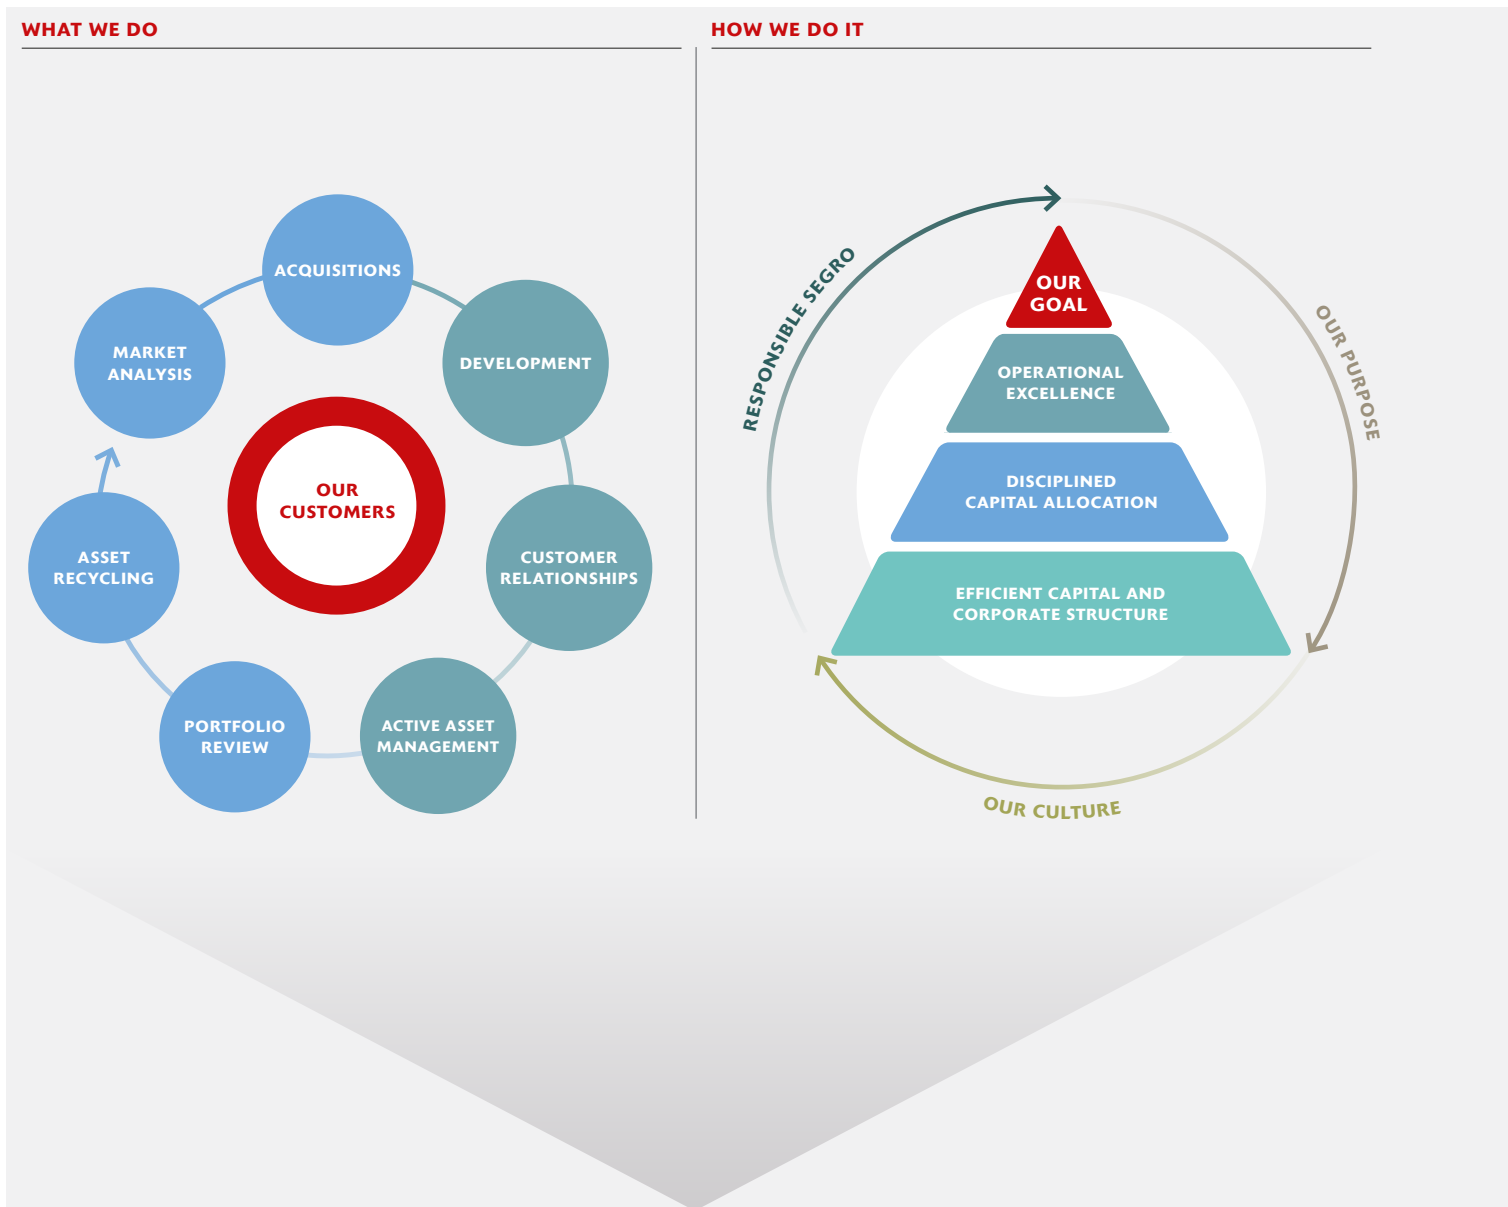 WHAT WE DO
ACQUISITIONS
DEVELOPMENT
CUSTOMER
RELATIONSHIPS
ACTIVE ASSET
MANAGEMENT
PORTFOLIO
REVIEW
ASSET
RECYCLING
MARKET
ANALYSIS
OUR
CUSTOMERS
HOW WE DO IT
RESPONSIBLE SEGRO
OUR PURPOSE
OUR CULTURE
OUR
GOAL
OPERATIONAL
EXCELLENCE
DISCIPLINED
CAPITAL ALLOCATION
EFFICIENT CAPITAL AND
CORPORATE STRUCTURE